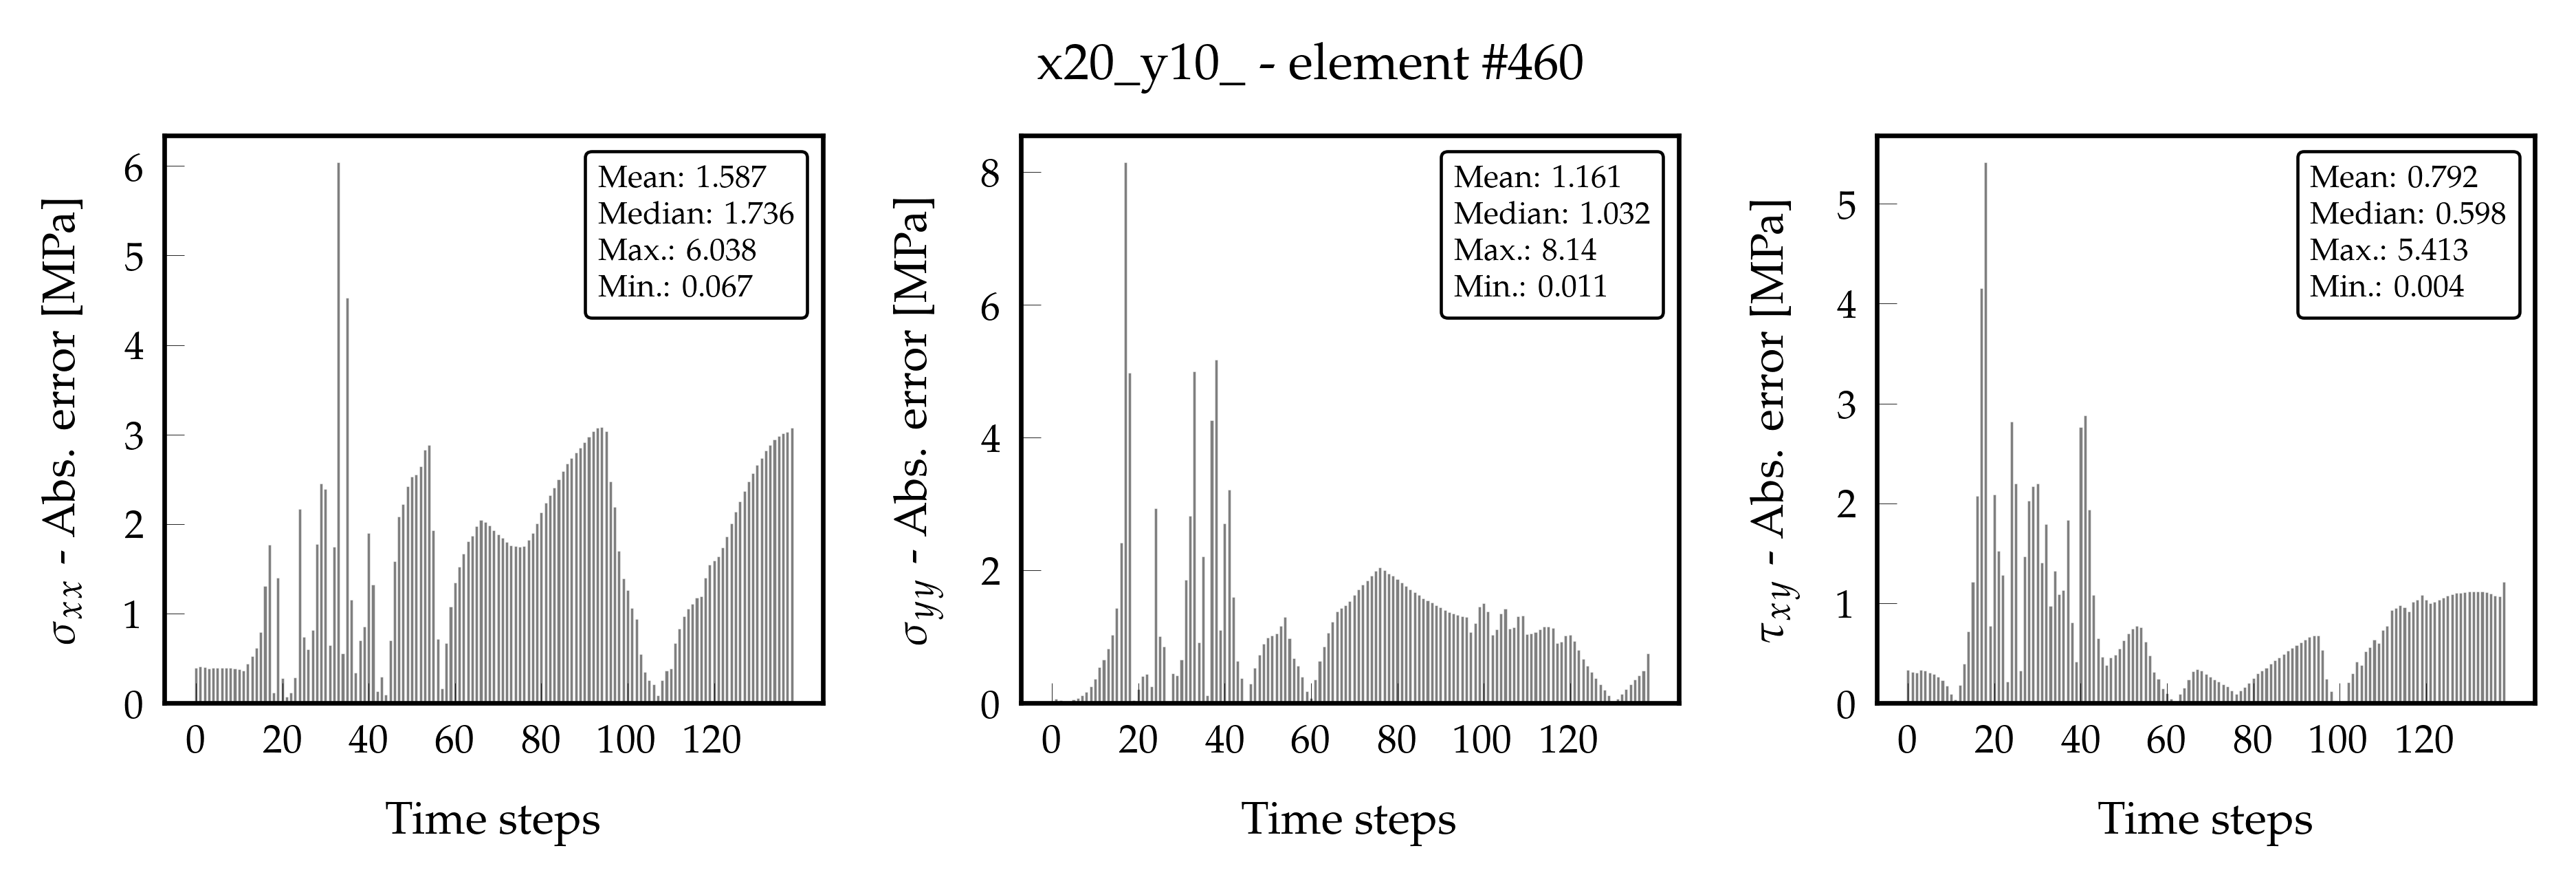 x20_y10_ - element #460
σxx - Abs. error [MPa]
6
5
4
3
2
1
0
0 20 40 60 80 100 120
Time steps
Mean: 1.587
Median: 1.736
Max.: 6.038
Min.: 0.067
σyy - Abs. error [MPa]
8
6
4
2
0
0 20 40 60 80 100 120
Time steps
Mean: 1.161
Median: 1.032
Max.: 8.14
Min.: 0.011
τxy - Abs. error [MPa]
5
4
3
2
1
0
0 20 40 60 80 100 120
Time steps
Mean: 0.792
Median: 0.598
Max.: 5.413
Min.: 0.004